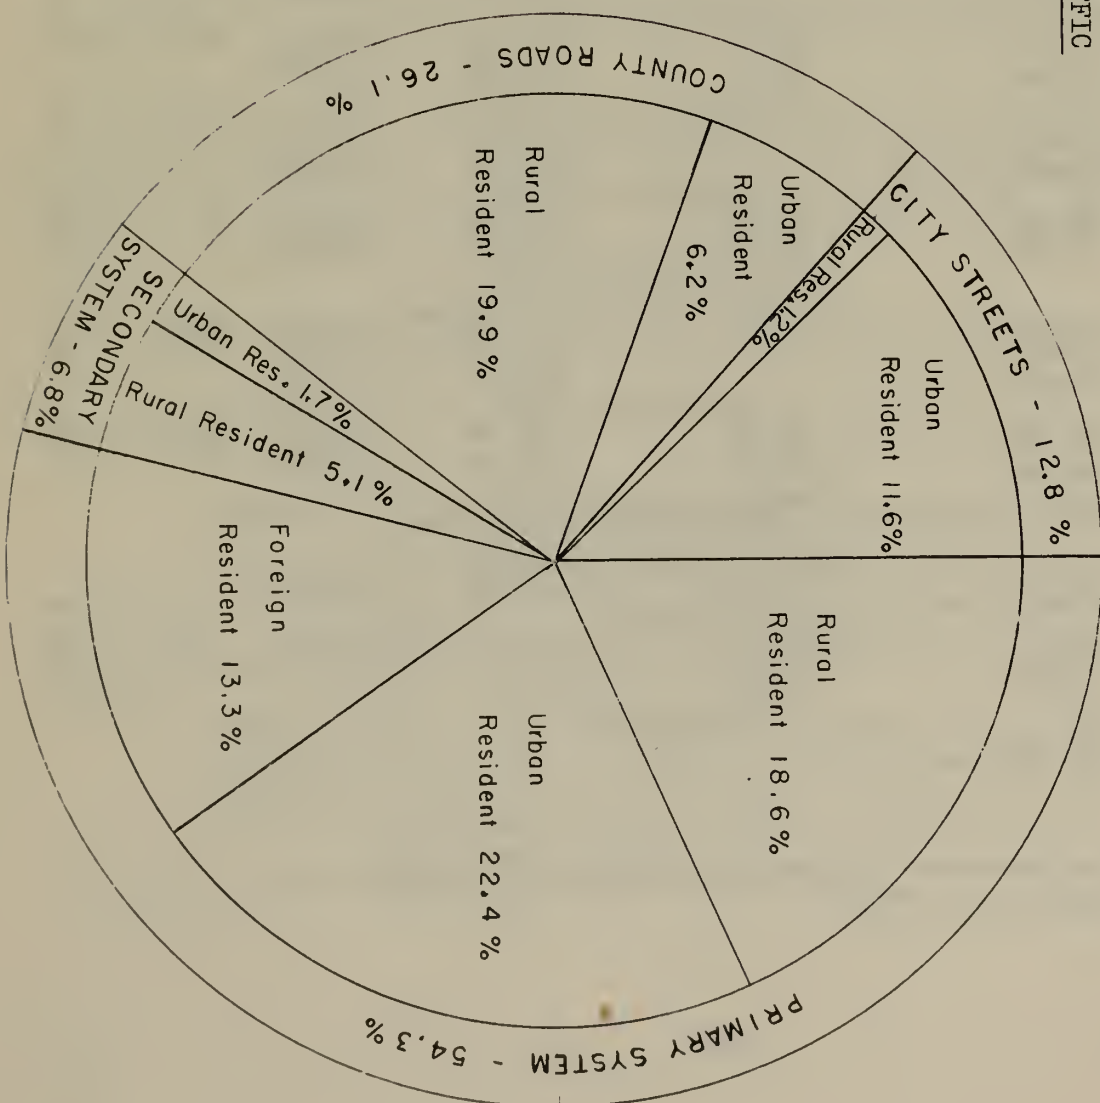 FFIC
COUNTY ROADS - 26.1 %
Rural
Resident 19.9 %
Urban
Resident
6.2 %
CITY STREETS - 12.8 %
Rural Res. 1.2%
Urban
Resident 11.6%
PRIMARY SYSTEM - 54.3%
Rural
Resident 18.6 %
Urban
Resident 22.4 %
Foreign
Resident 13.3 %
SECONDARY
SYSTEM - 6.8%
Urban Res. 1.7%
Rural Resident 5.1 %